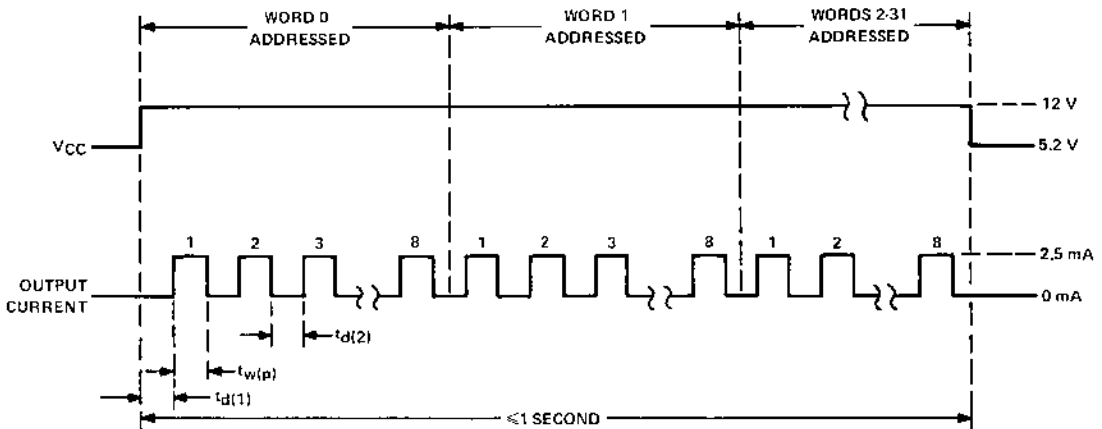 WORD 0
ADDRESSED
WORD 1
ADDRESSED
WORDS 2-31
ADDRESSED
12 V
VCC
5.2 V
1 2 3 8 1 2 3 8 1 2 8
2.5 mA
OUTPUT
CURRENT
0 mA
td(2)
tw(p)
td(1)
≤1 SECOND